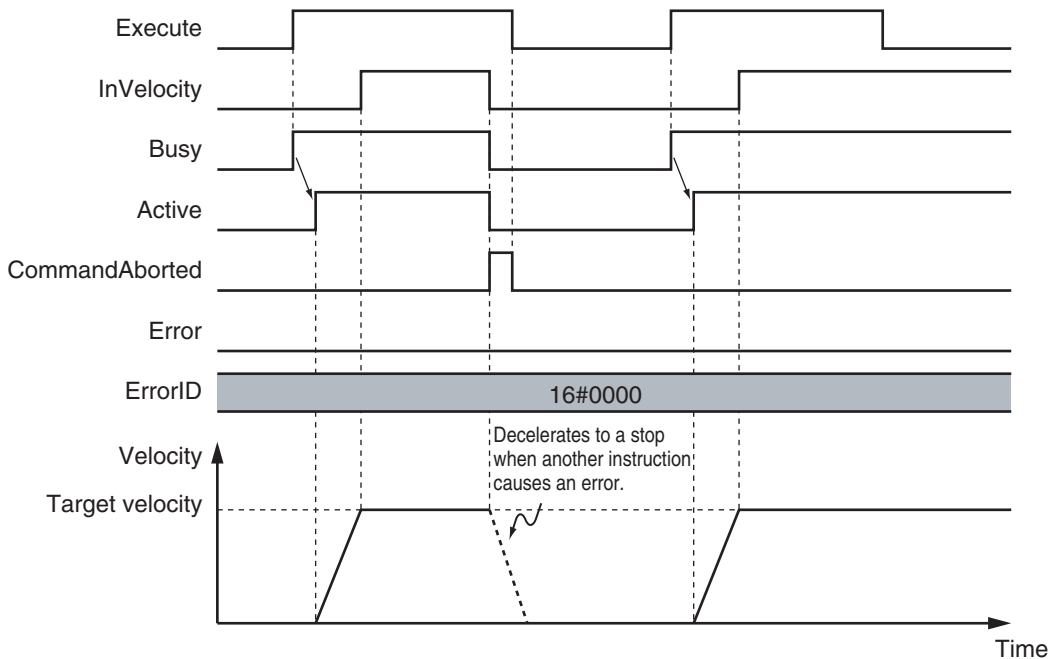 Execute
InVelocity
Busy
Active
CommandAborted
Error
ErrorID
16#0000
Decelerates to a stop
when another instruction
causes an error.
Velocity
Target velocity
Time